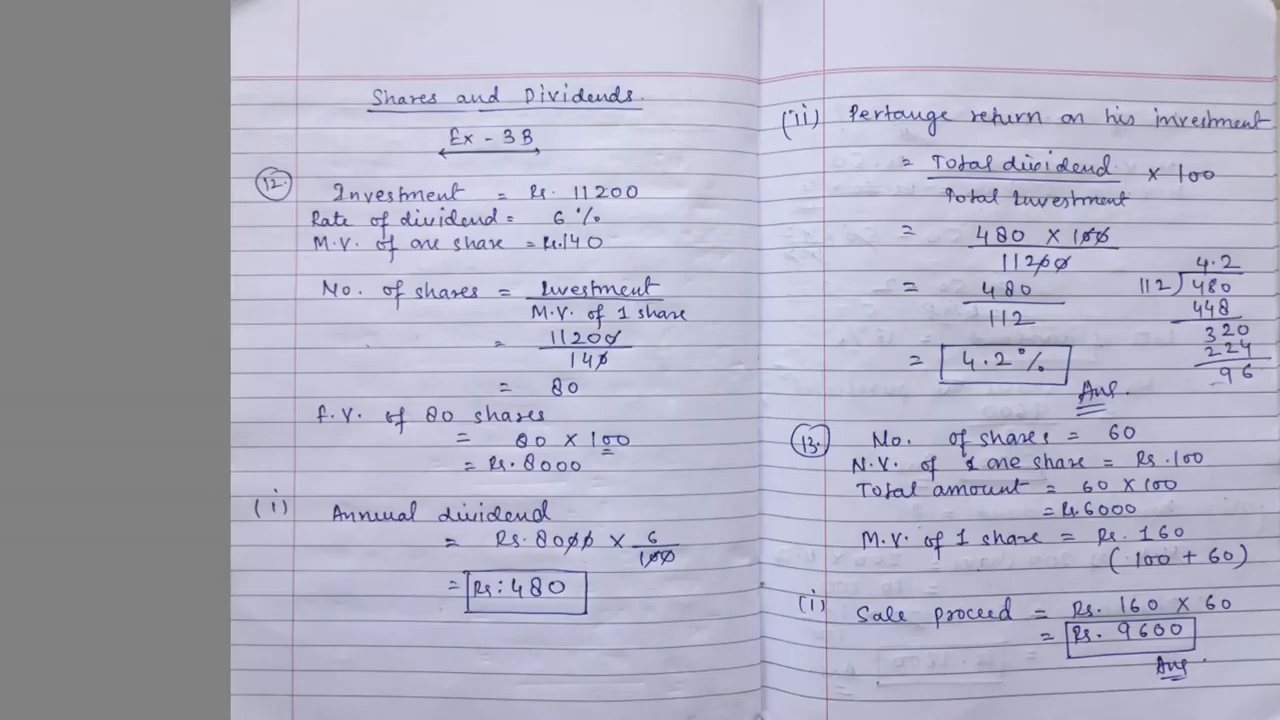 Shares and Dividends.
Ex - 3B
12.
Investment = Rs. 11200
Rate of dividend = 6%
M.V. of one share = Rs.140
No. of shares = Investment
M.V. of 1 share
= 11200
140
= 80
F.V. of 80 shares
= 80 × 100
= Rs.8000
(i) Annual dividend
= Rs. 8000 × 6
100
= Rs: 480
(ii) Pertange return on his investment
= Total dividend × 100
Total Investment
= 480 × 100
11200
= 480
112
= 4.2%
Ans.
4.2
112 ) 480
448
320
224
96
13. No. of shares = 60
N.V. of one share = Rs.100
Total amount = 60 × 100
= Rs.6000
M.V. of 1 share = Rs. 160
(100 + 60)
(i) Sale proceed = Rs. 160 × 60
= Rs. 9600
Ans.